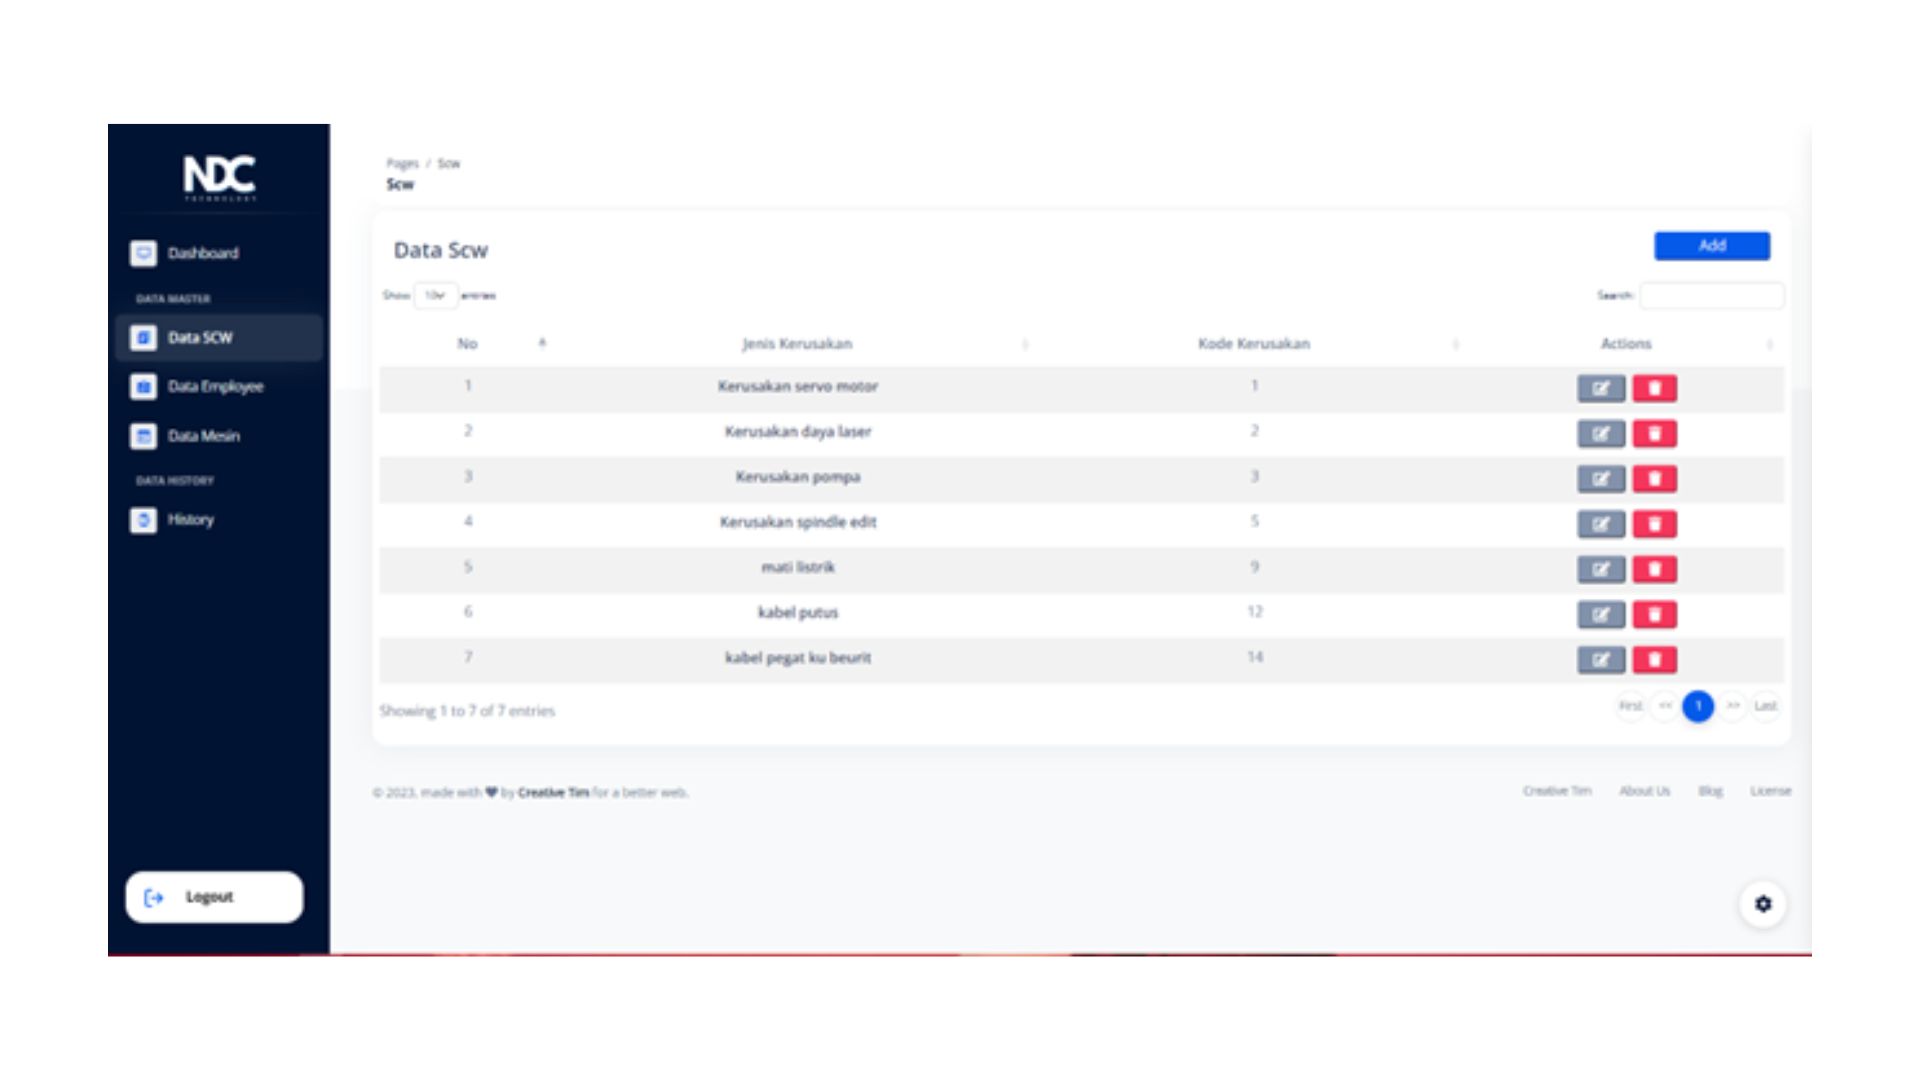 NDC
TECHNOLOGY
Dashboard
DATA MASTER
Data SCW
Data Employee
Data Mesin
DATA HISTORY
History
Logout
Pages / Scw
Scw
Data Scw
Add
Show 10 entries
Search:
No Jenis Kerusakan Kode Kerusakan Actions
1 Kerusakan servo motor 1
2 Kerusakan daya laser 2
3 Kerusakan pompa 3
4 Kerusakan spindle edit 5
5 mati listrik 9
6 kabel putus 12
7 kabel pegat ku beurit 14
Showing 1 to 7 of 7 entries
First << 1 >> Last
© 2023, made with ♥ by Creative Tim for a better web.
Creative Tim About Us Blog License